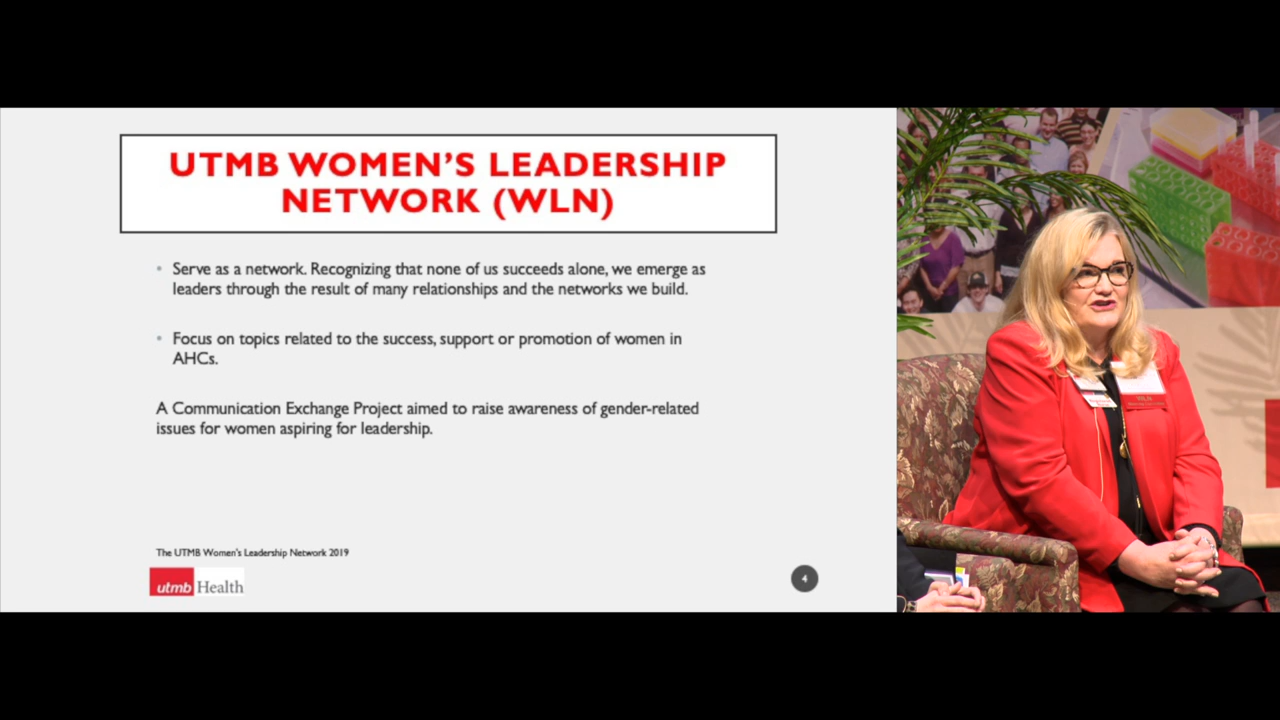 UTMB WOMEN'S LEADERSHIP
NETWORK (WLN)
• Serve as a network. Recognizing that none of us succeeds alone, we emerge as
leaders through the result of many relationships and the networks we build.
• Focus on topics related to the success, support or promotion of women in
AHCs.
A Communication Exchange Project aimed to raise awareness of gender-related
issues for women aspiring for leadership.
The UTMB Women's Leadership Network 2019
utmb Health
4